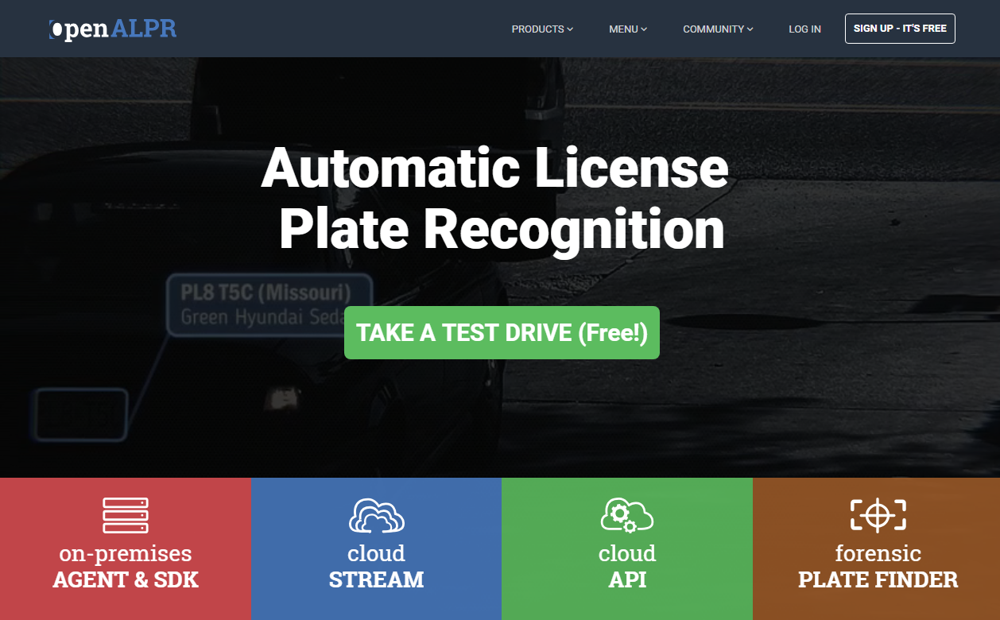 openALPR
PRODUCTS
MENU
COMMUNITY
LOG IN
SIGN UP - IT'S FREE
Automatic License
Plate Recognition
PL8 T5C (Missouri)
Green Hyundai Seda
TAKE A TEST DRIVE (Free!)
on-premises
AGENT & SDK
cloud
STREAM
cloud
API
forensic
PLATE FINDER